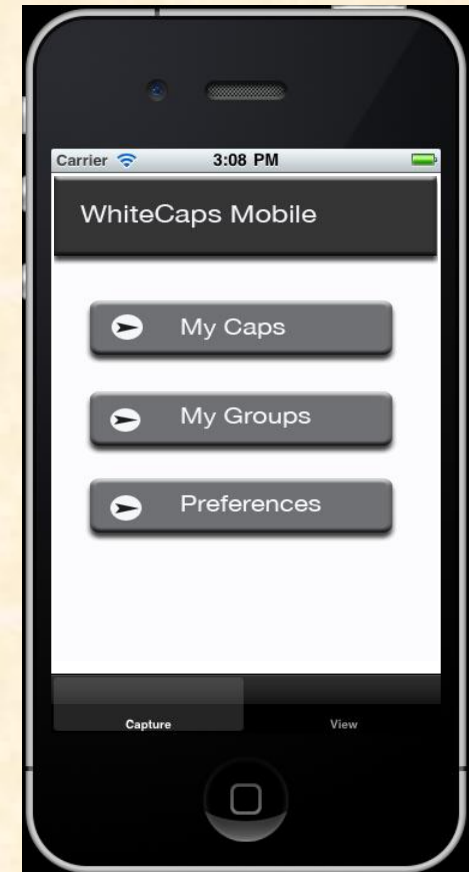 Carrier 3:08 PM
WhiteCaps Mobile
My Caps
My Groups
Preferences
Capture View